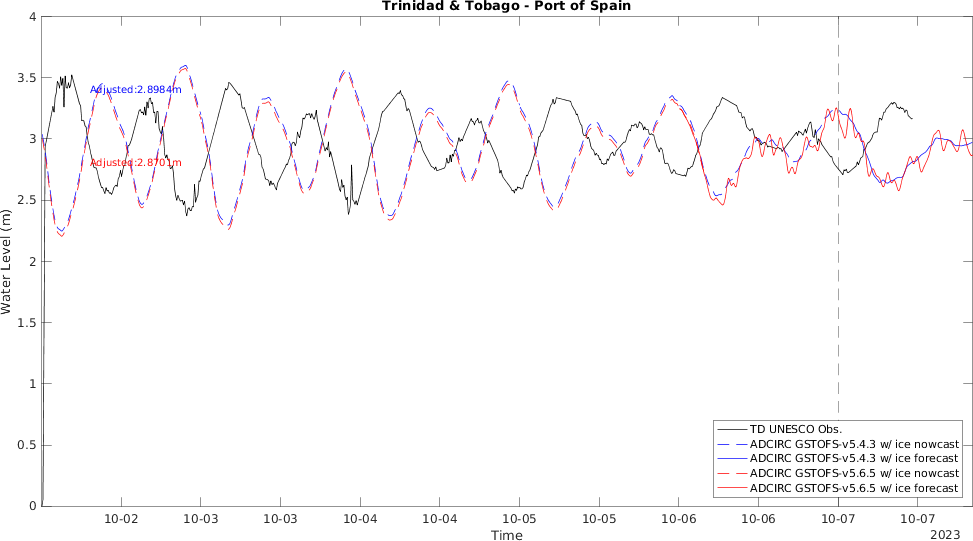 Trinidad & Tobago - Port of Spain
4
3.5
3
2.5
2
1.5
1
0.5
0
Water Level (m)
Adjusted:2.8984m
Adjusted:2.8701m
TD UNESCO Obs.
ADCIRC GSTOFS-v5.4.3 w/ ice nowcast
ADCIRC GSTOFS-v5.4.3 w/ ice forecast
ADCIRC GSTOFS-v5.6.5 w/ ice nowcast
ADCIRC GSTOFS-v5.6.5 w/ ice forecast
10-02 10-03 10-03 10-04 10-04 10-05 10-05 10-06 10-06 10-07 10-07
Time
2023